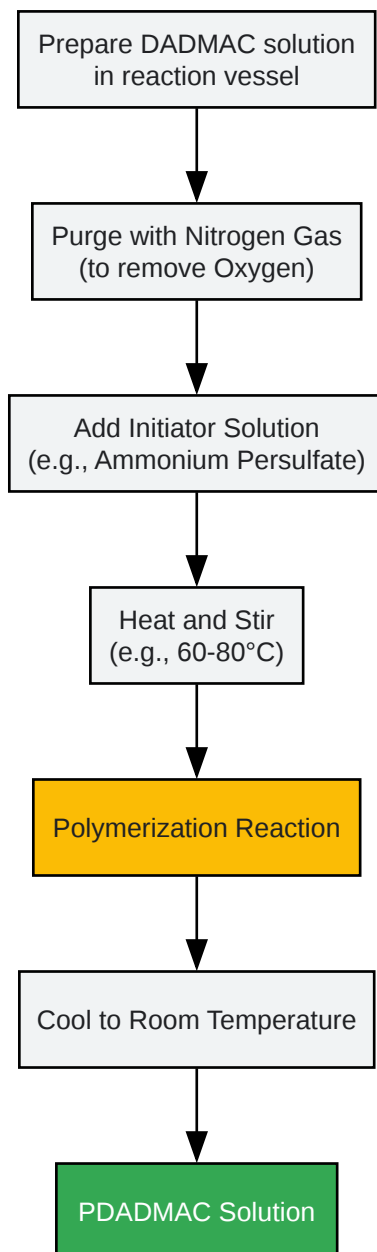 Prepare DADMAC solution
in reaction vessel
Purge with Nitrogen Gas
(to remove Oxygen)
Add Initiator Solution
(e.g., Ammonium Persulfate)
Heat and Stir
(e.g., 60-80°C)
Polymerization Reaction
Cool to Room Temperature
PDADMAC Solution